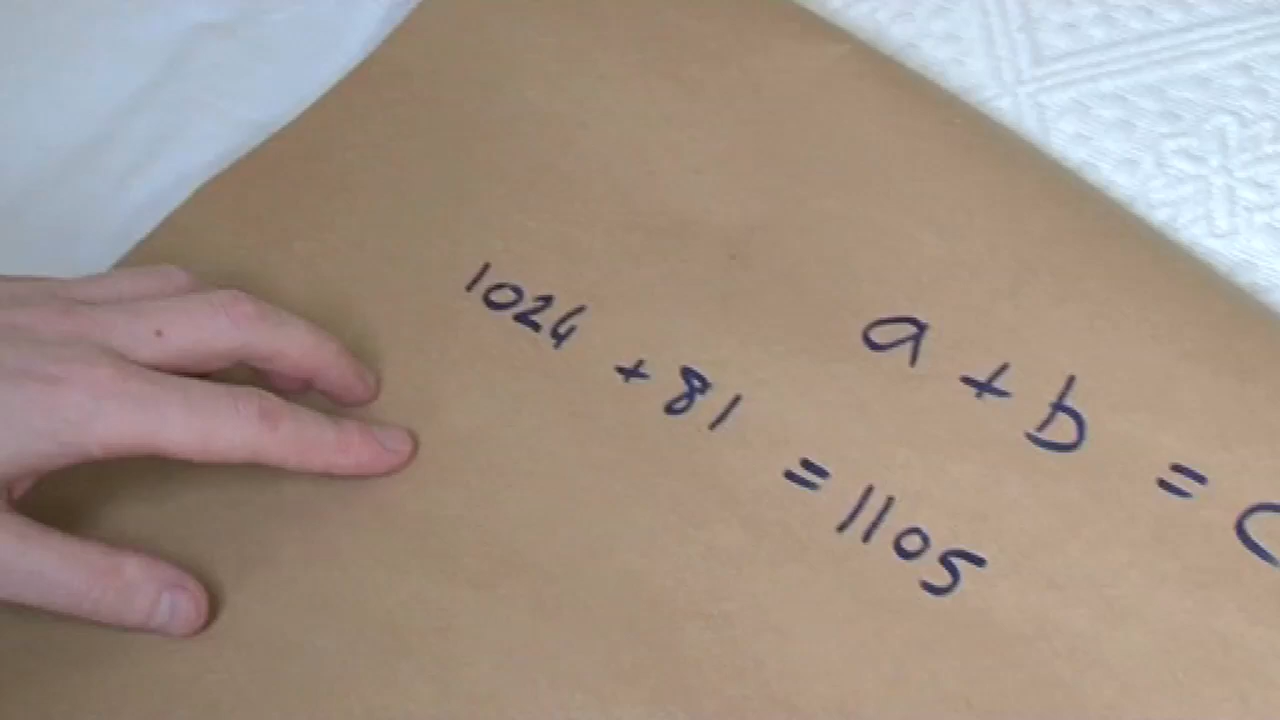 1024 + 81 = 1105
a + b = C